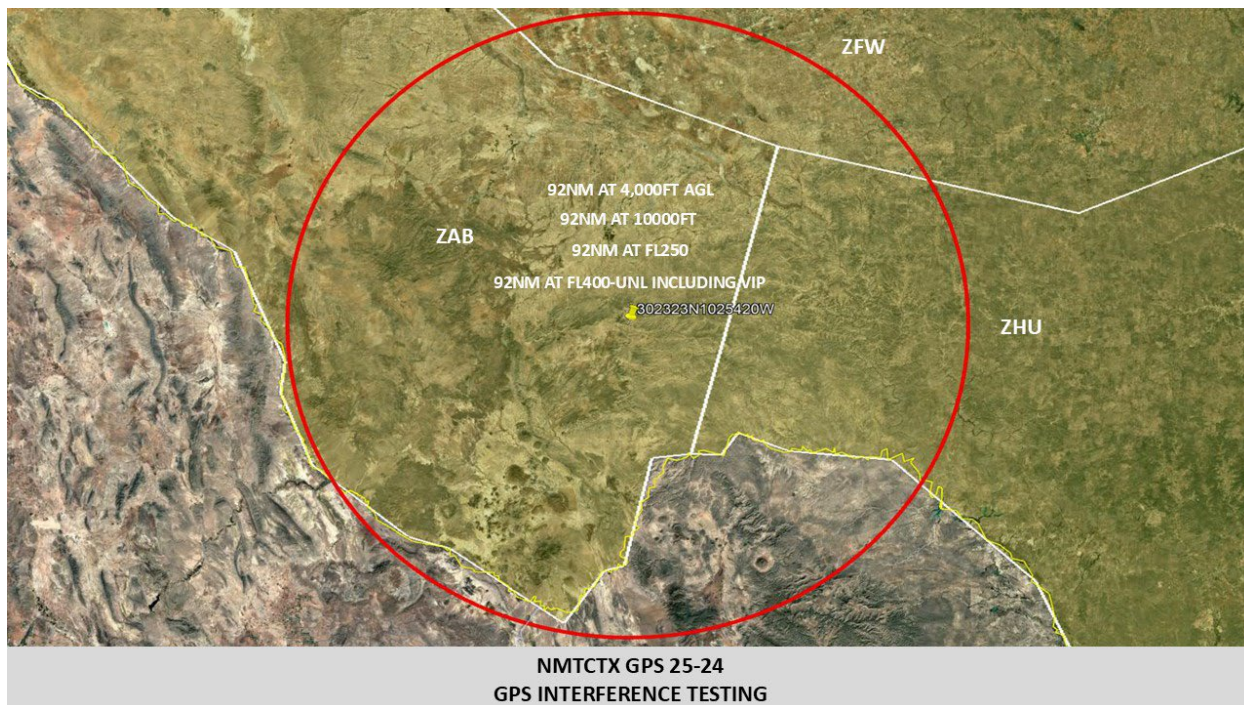 ZFW
92NM AT 4,000FT AGL
92NM AT 10000FT
ZAB
92NM AT FL250
92NM AT FL400-UNL INCLUDING VIP
302323N1025420W
ZHU
NMTCTX GPS 25-24
GPS INTERFERENCE TESTING